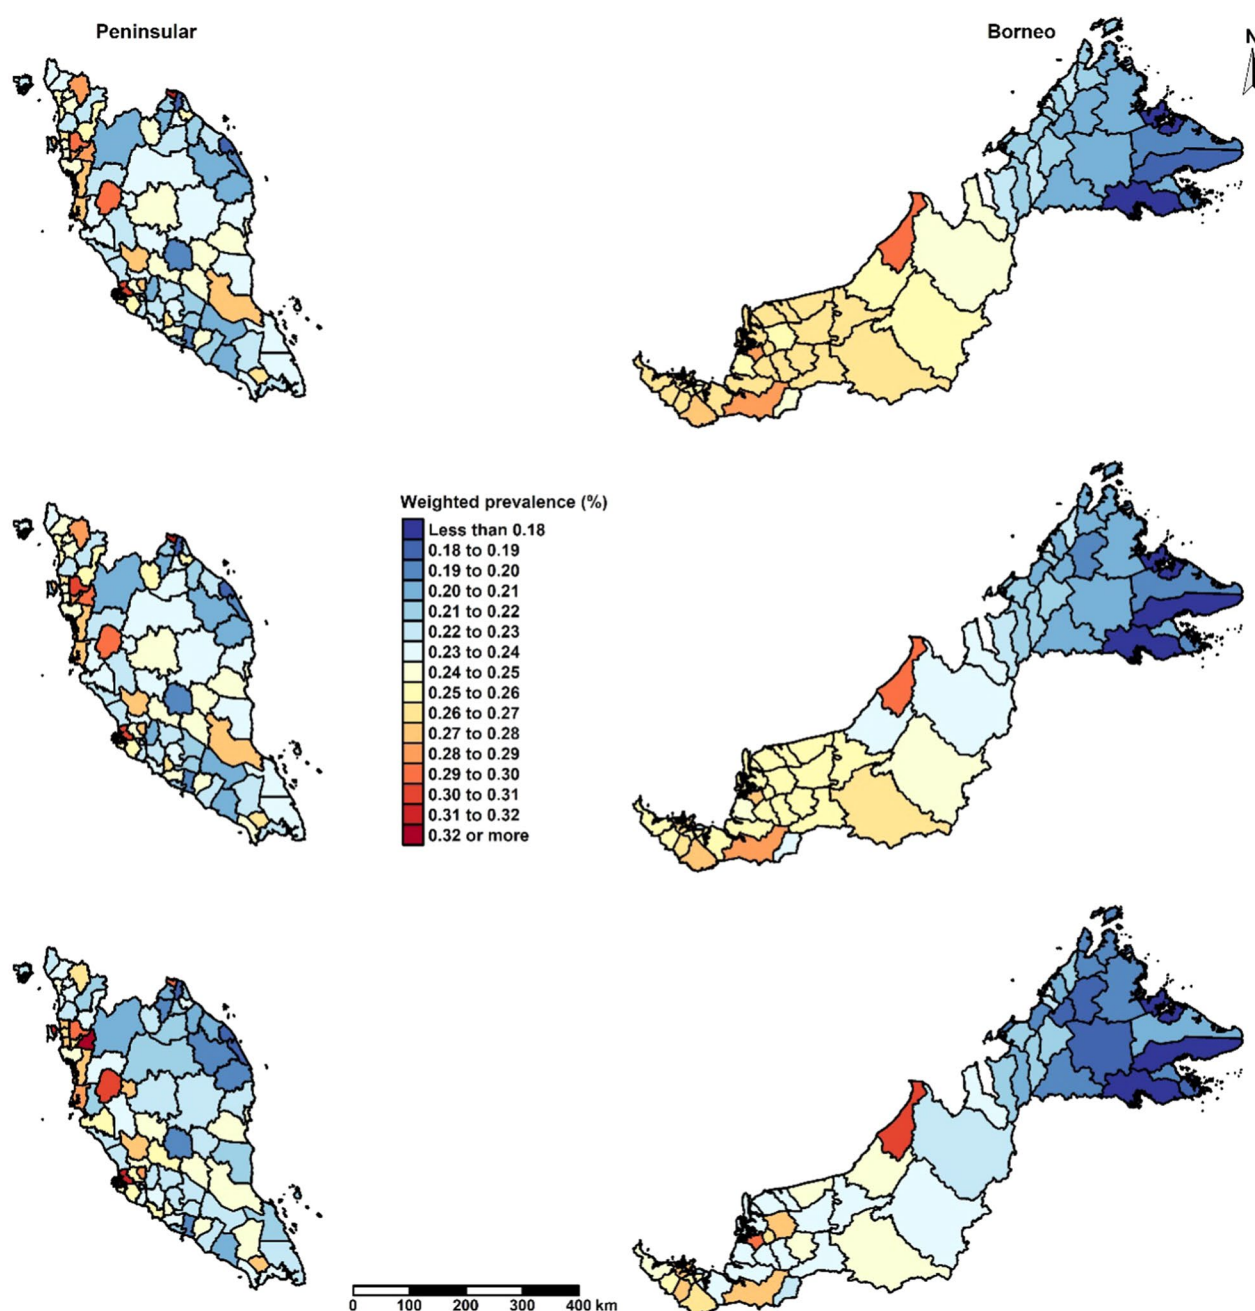 Peninsular
Borneo
N
Weighted prevalence (%)
Less than 0.18
0.18 to 0.19
0.19 to 0.20
0.20 to 0.21
0.21 to 0.22
0.22 to 0.23
0.23 to 0.24
0.24 to 0.25
0.25 to 0.26
0.26 to 0.27
0.27 to 0.28
0.28 to 0.29
0.29 to 0.30
0.30 to 0.31
0.31 to 0.32
0.32 or more
0 100 200 300 400 km